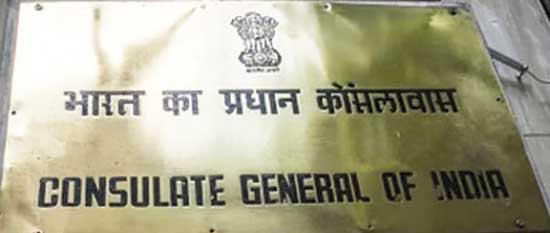 भारत का प्रधान कोंसलावास
CONSULATE GENERAL OF INDIA